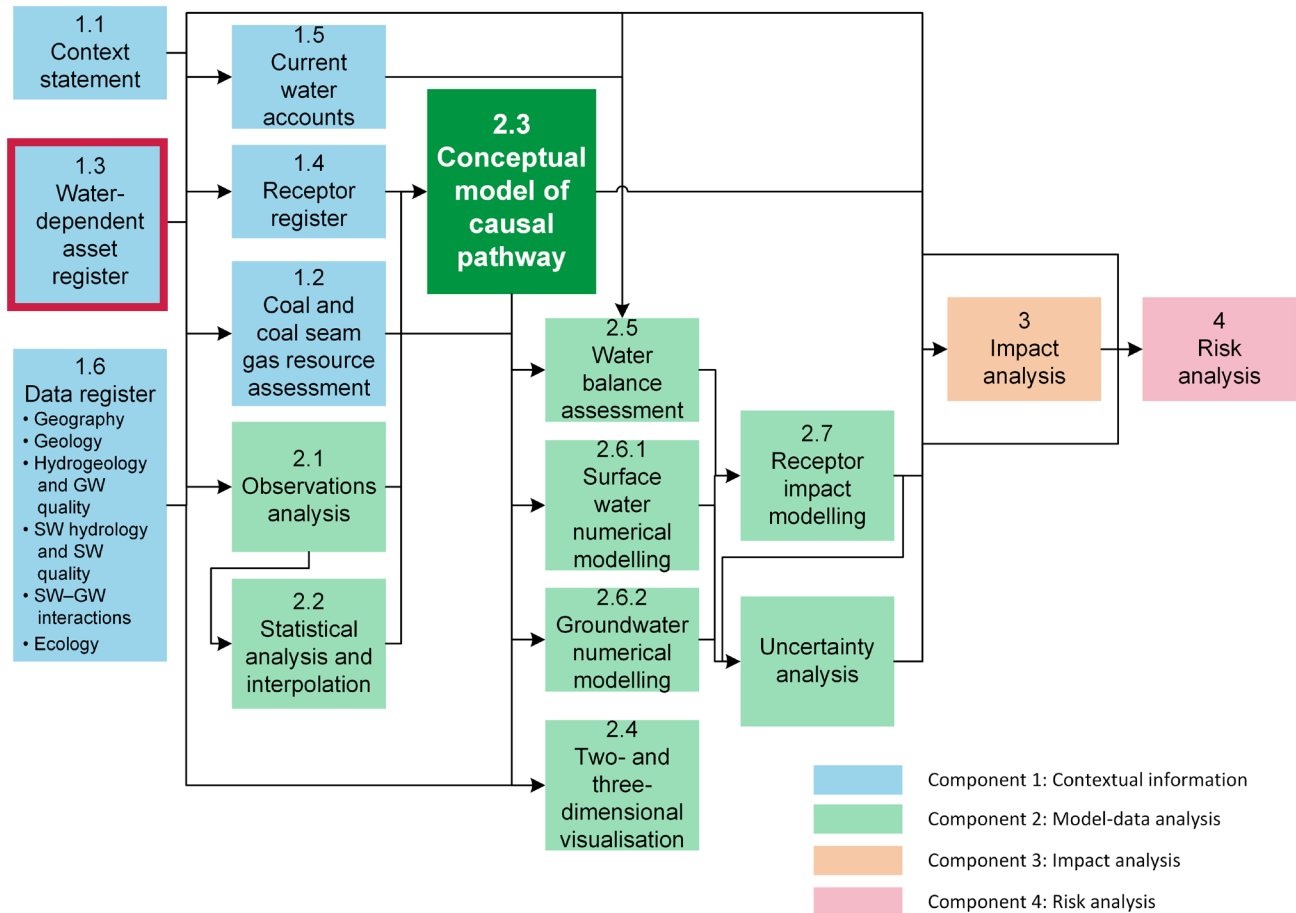 1.1
Context
statement
1.3
Water-
dependent
asset
register
1.6
Data register
• Geography
• Geology
• Hydrogeology
and GW
quality
• SW hydrology
and SW
quality
• SW–GW
interactions
• Ecology
1.5
Current
water
accounts
1.4
Receptor
register
1.2
Coal and
coal seam
gas resource
assessment
2.1
Observations
analysis
2.2
Statistical
analysis and
interpolation
2.3
Conceptual
model of
causal
pathway
2.5
Water
balance
assessment
2.6.1
Surface
water
numerical
modelling
2.6.2
Groundwater
numerical
modelling
2.4
Two- and
three-
dimensional
visualisation
2.7
Receptor
impact
modelling
Uncertainty
analysis
3
Impact
analysis
4
Risk
analysis
Component 1: Contextual information
Component 2: Model-data analysis
Component 3: Impact analysis
Component 4: Risk analysis